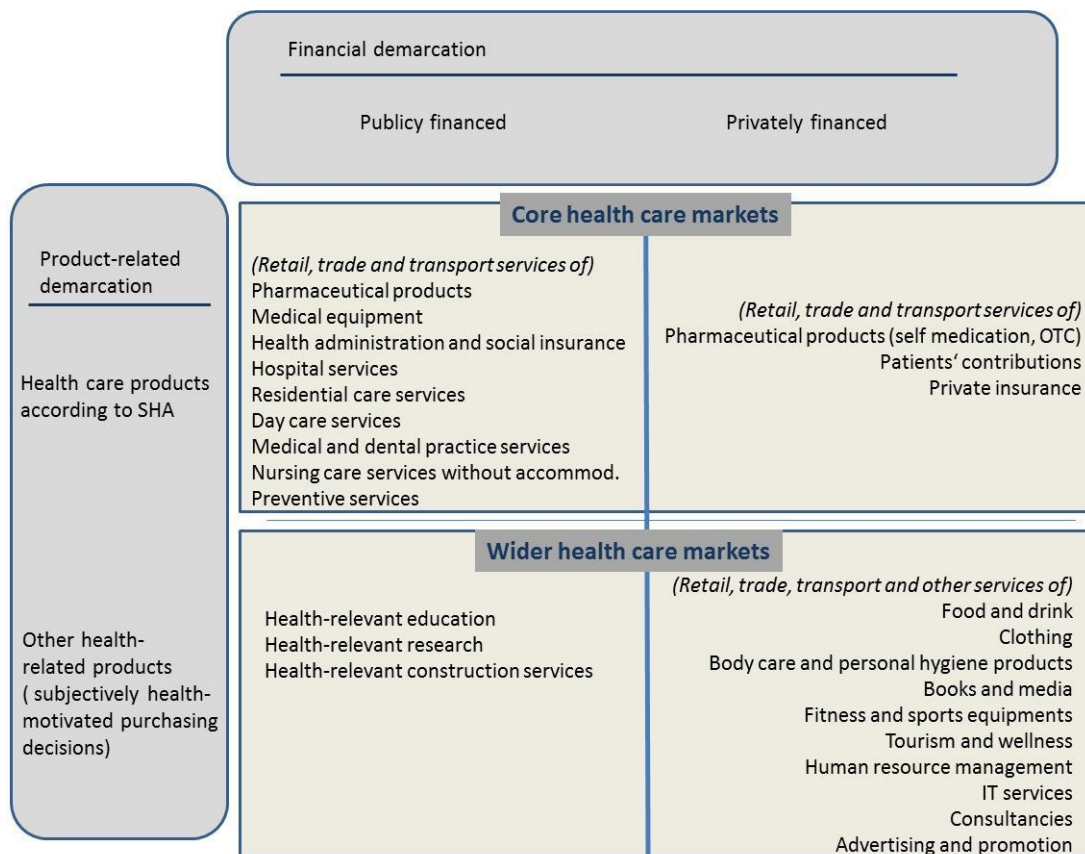 Financial demarcation
Publicy financed
Privately financed
Product-related
demarcation
Health care products
according to SHA
Other health-
related products
( subjectively health-
motivated purchasing
decisions)
Core health care markets
(Retail, trade and transport services of)
Pharmaceutical products
Medical equipment
Health administration and social insurance
Hospital services
Residential care services
Day care services
Medical and dental practice services
Nursing care services without accommod.
Preventive services
(Retail, trade and transport services of)
Pharmaceutical products (self medication, OTC)
Patients‘ contributions
Private insurance
Wider health care markets
Health-relevant education
Health-relevant research
Health-relevant construction services
(Retail, trade, transport and other services of)
Food and drink
Clothing
Body care and personal hygiene products
Books and media
Fitness and sports equipments
Tourism and wellness
Human resource management
IT services
Consultancies
Advertising and promotion